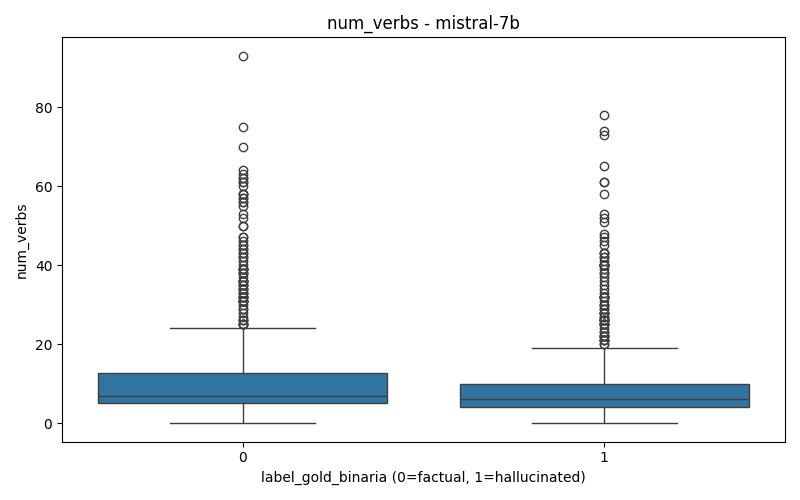 num_verbs - mistral-7b
num_verbs
80
60
40
20
0
0
1
label_gold_binaria (0=factual, 1=hallucinated)